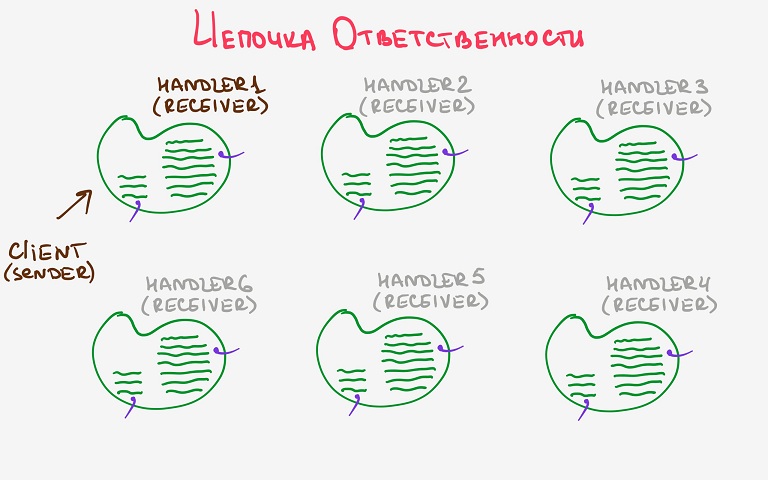 Цепочка Ответственности
HANDLER1
(RECEIVER)
HANDLER2
(RECEIVER)
HANDLER3
(RECEIVER)
CLIENT
(SENDER)
HANDLER6
(RECEIVER)
HANDLER5
(RECEIVER)
HANDLER4
(RECEIVER)